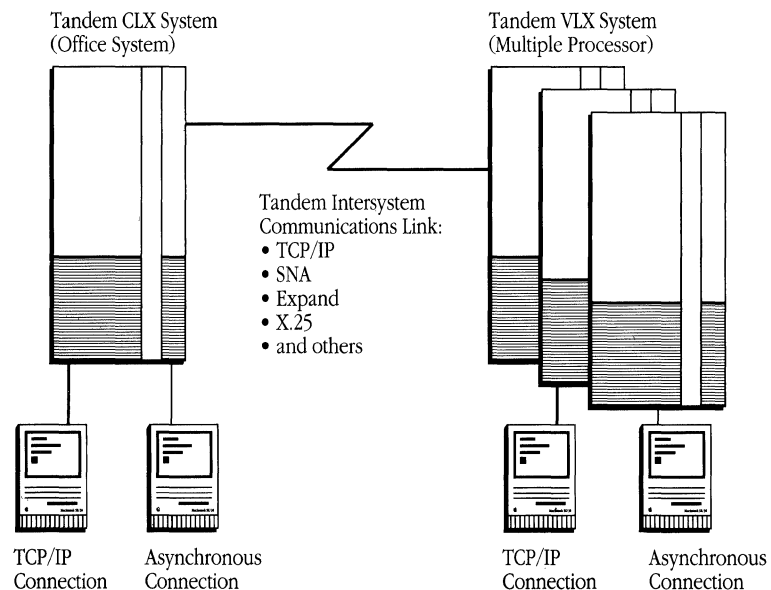 Tandem CLX System
(Office System)
Tandem VLX System
(Multiple Processor)
Tandem Intersystem
Communications Link:
• TCP/IP
• SNA
• Expand
• X.25
• and others
TCP/IP
Connection
Asynchronous
Connection
TCP/IP
Connection
Asynchronous
Connection